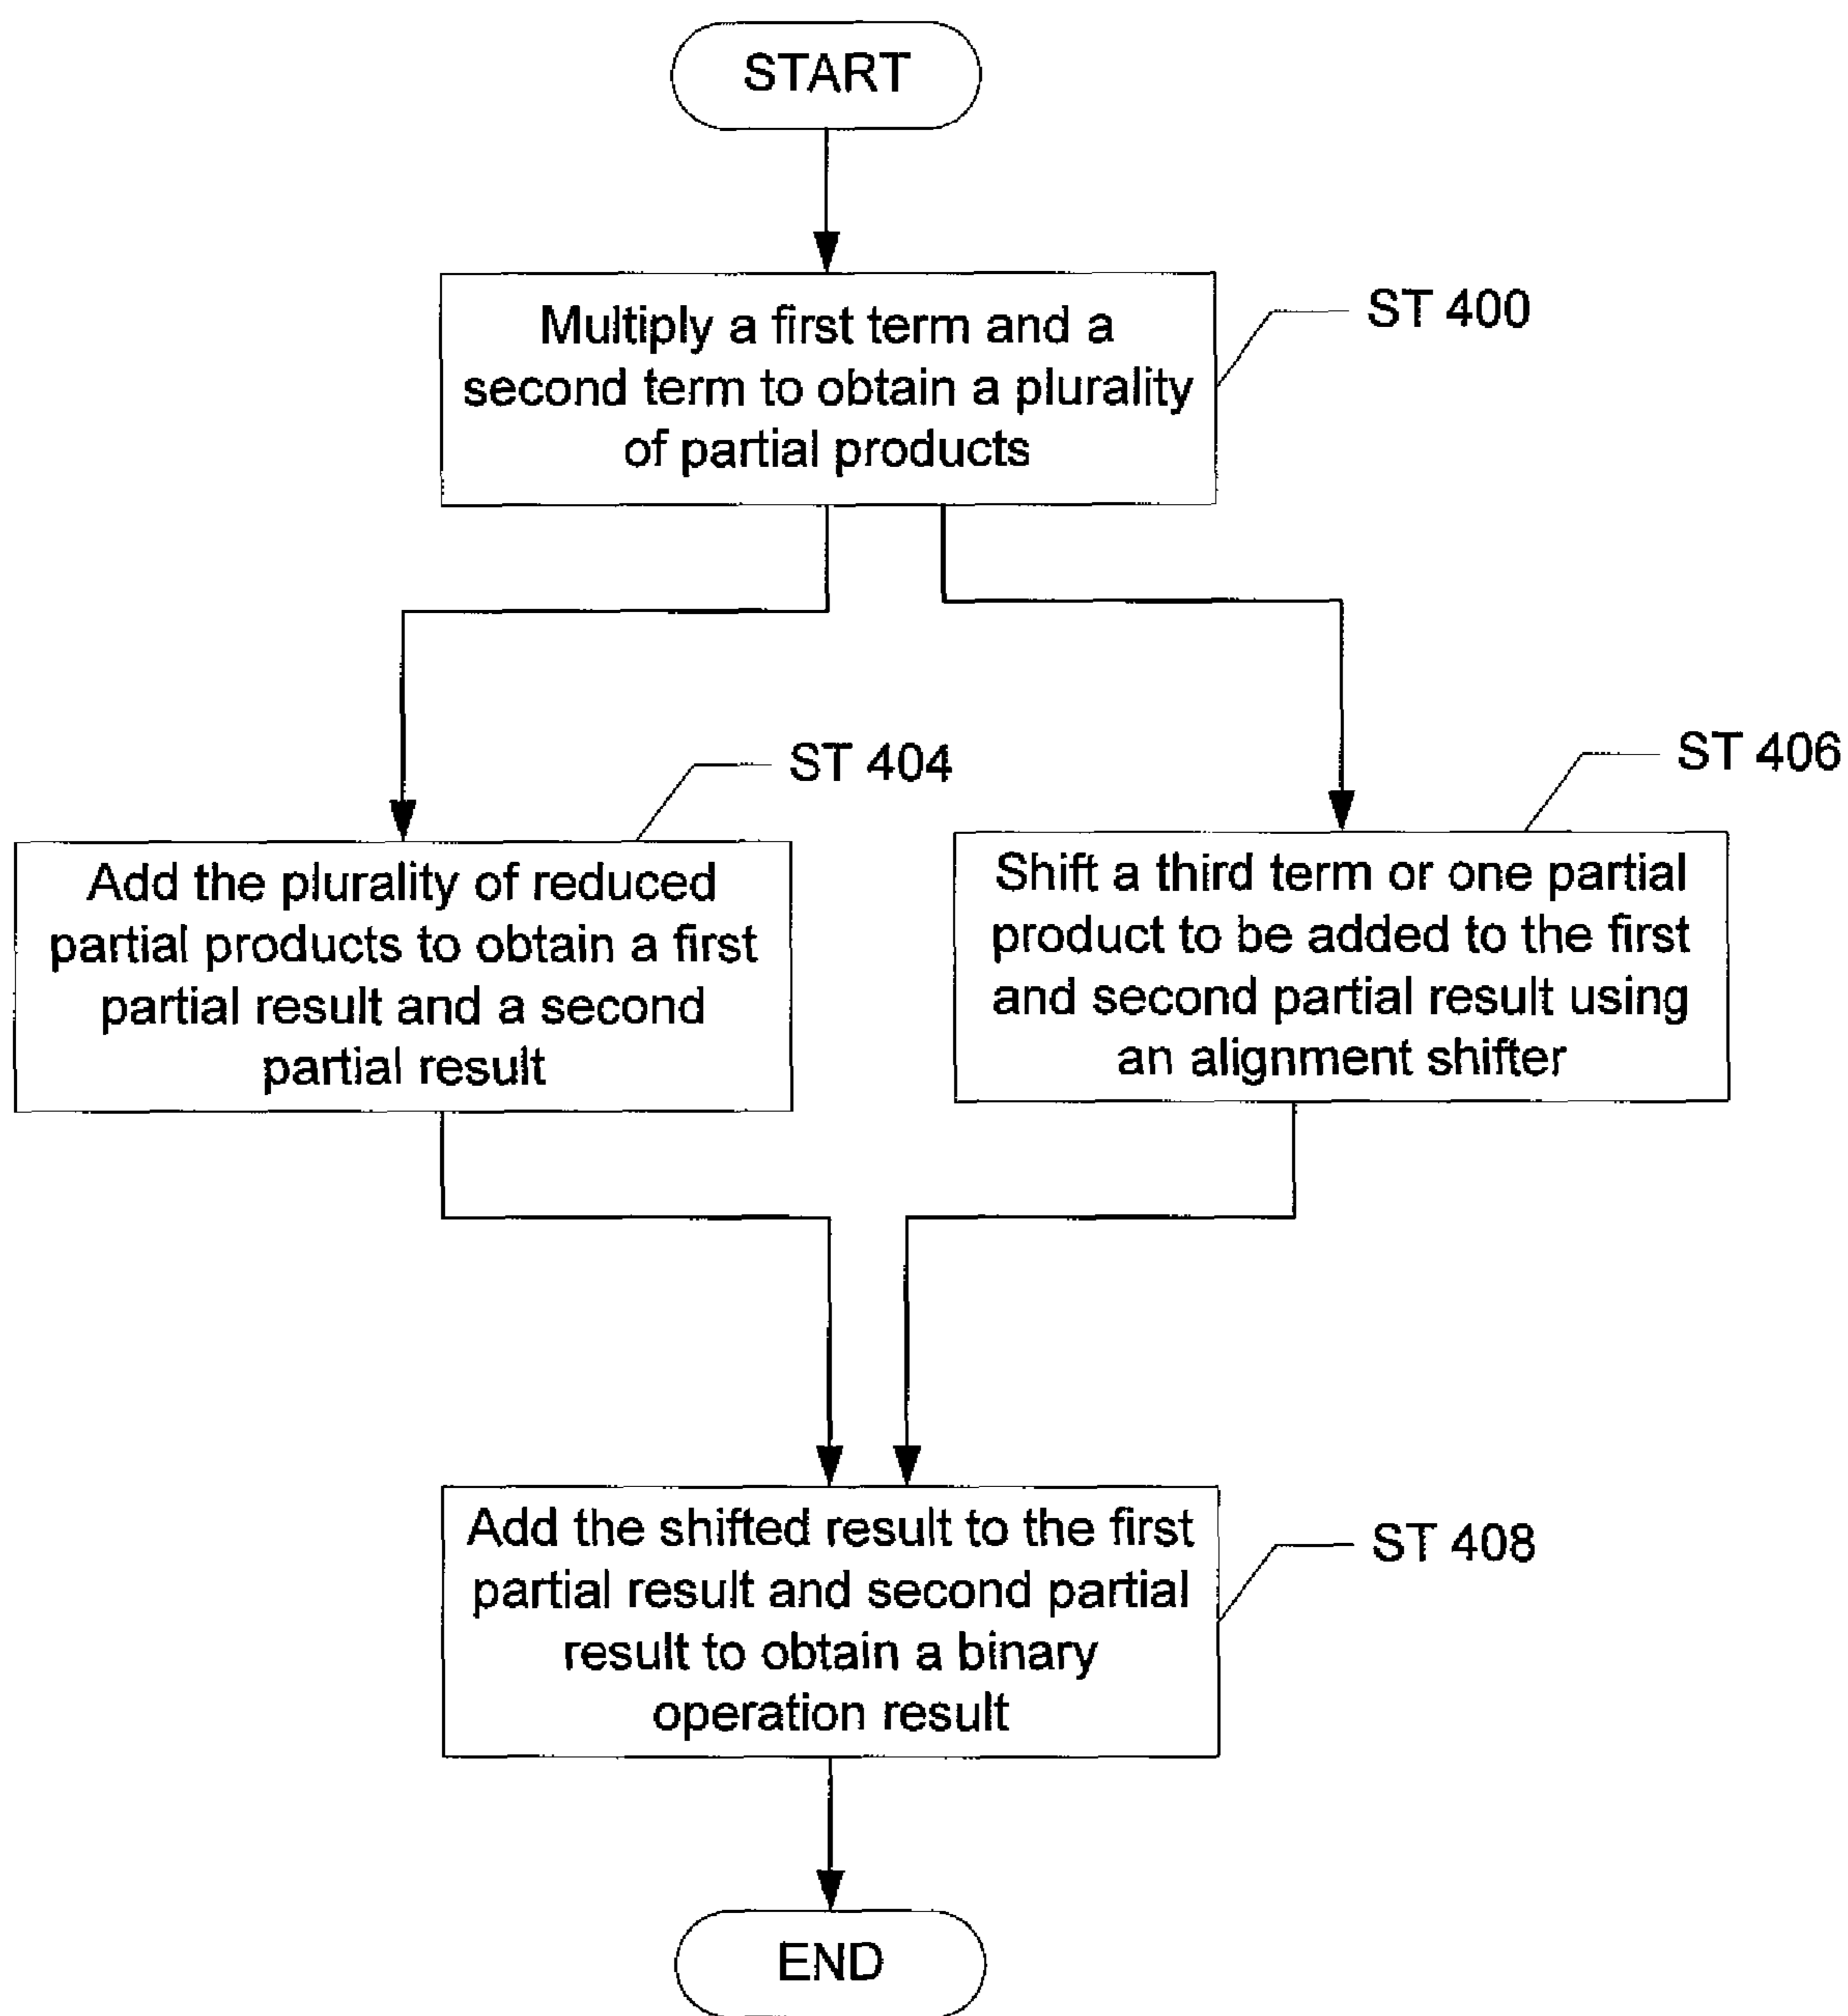 START
Multiply a first term and a
second term to obtain a plurality
of partial products
ST 400
ST 404
Add the plurality of reduced
partial products to obtain a first
partial result and a second
partial result
ST 406
Shift a third term or one partial
product to be added to the first
and second partial result using
an alignment shifter
Add the shifted result to the first
partial result and second partial
result to obtain a binary
operation result
ST 408
END